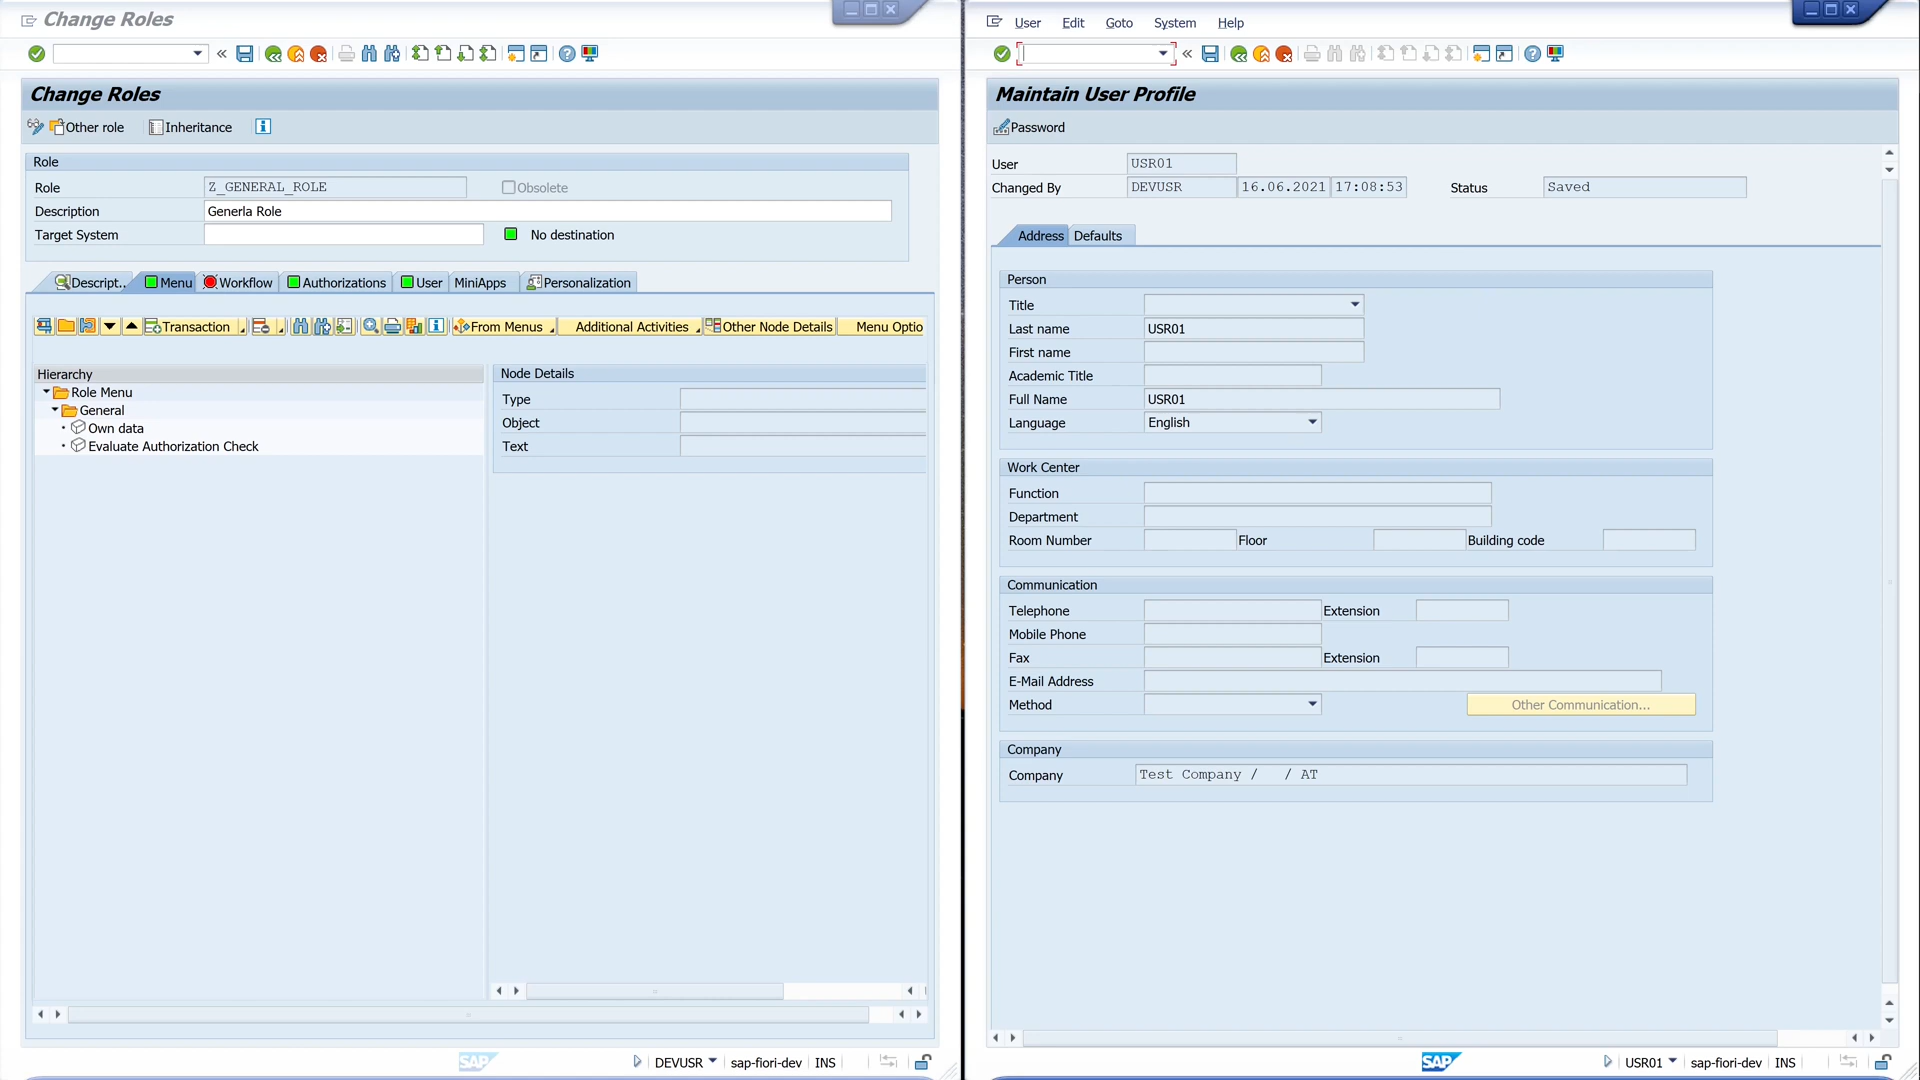 Change Roles
Change Roles
Other role
Inheritance
Role
Role
Z_GENERAL_ROLE
Obsolete
Description
Generla Role
Target System
No destination
Descript..
Menu
Workflow
Authorizations
User
MiniApps
Personalization
Transaction
From Menus
Additional Activities
Other Node Details
Menu Optio
Hierarchy
Role Menu
General
Own data
Evaluate Authorization Check
Node Details
Type
Object
Text
SAP
DEVUSR
sap-fiori-dev
INS
User
Edit
Goto
System
Help
Maintain User Profile
Password
User
USR01
Changed By
DEVUSR
16.06.2021
17:08:53
Status
Saved
Address
Defaults
Person
Title
Last name
USR01
First name
Academic Title
Full Name
USR01
Language
English
Work Center
Function
Department
Room Number
Floor
Building code
Communication
Telephone
Extension
Mobile Phone
Fax
Extension
E-Mail Address
Method
Other Communication...
Company
Company
Test Company / / AT
SAP
USR01
sap-fiori-dev
INS